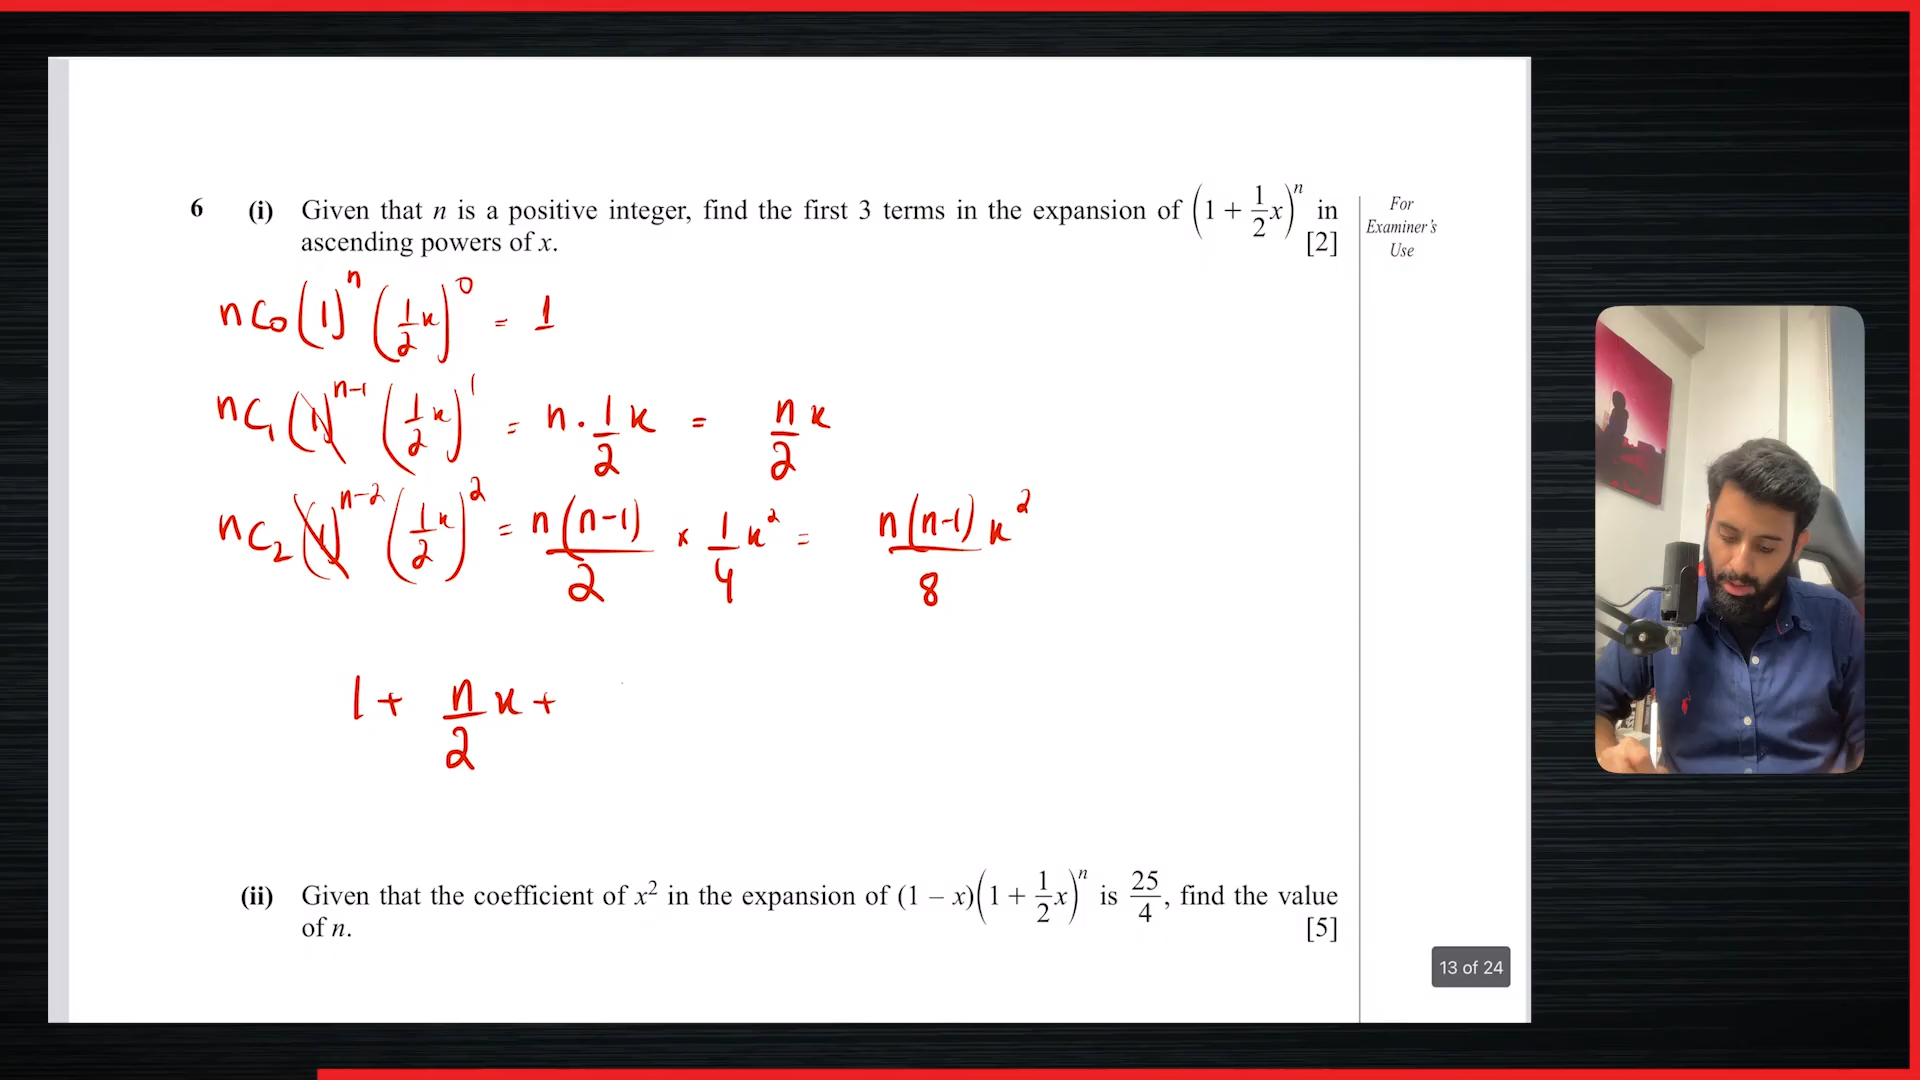 6 (i) Given that n is a positive integer, find the first 3 terms in the expansion of (1 + 1/2 x)^n in
ascending powers of x. [2]
For
Examiner's
Use
nC0 (1)^n (1/2 x)^0 = 1
nC1 (1)^n-1 (1/2 x)^1 = n · 1/2 x = n/2 x
nC2 (1)^n-2 (1/2 x)^2 = n(n-1)/2 × 1/4 x^2 = n(n-1)/8 x^2
1 + n/2 x +
(ii) Given that the coefficient of x² in the expansion of (1 – x)(1 + 1/2 x)^n is 25/4, find the value
of n. [5]
13 of 24